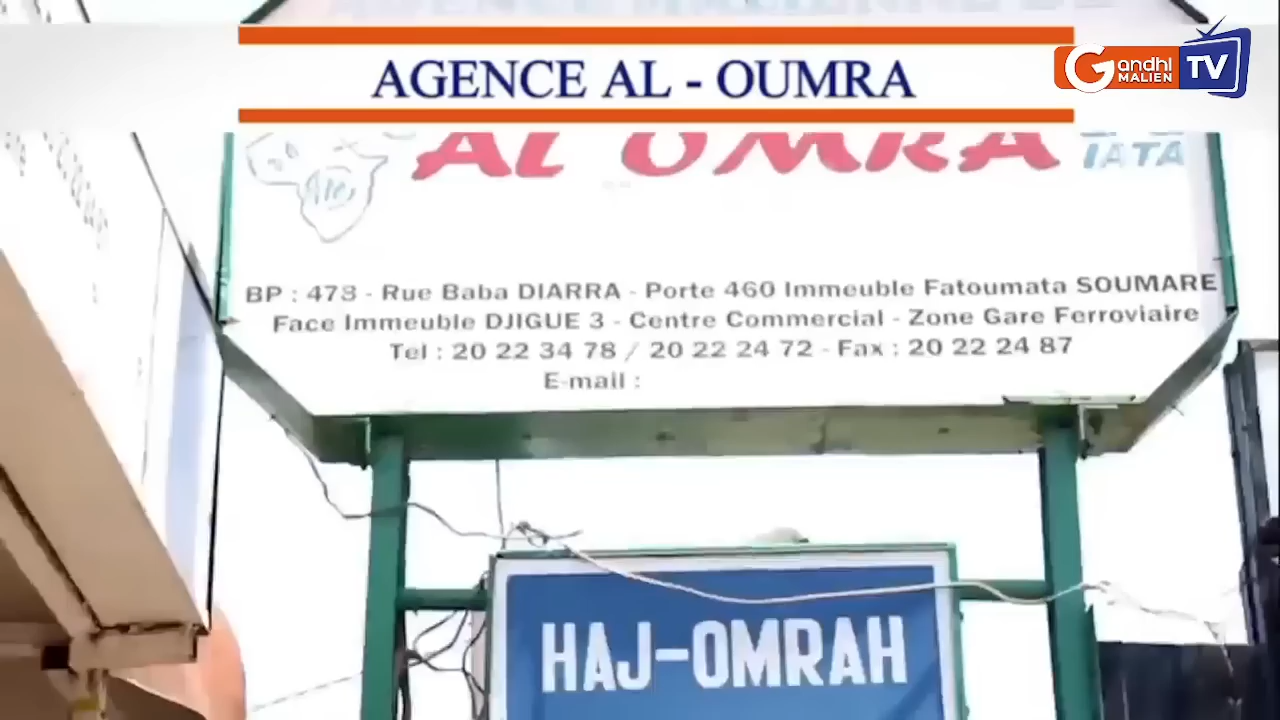 AGENCE AL - OUMRA
Gandhi
MALIEN
TV
AL OMRA
IATA
BP : 478 - Rue Baba DIARRA - Porte 460 Immeuble Fatoumata SOUMARE
Face Immeuble DJIGUE 3 - Centre Commercial - Zone Gare Ferroviaire
Tel : 20 22 34 78 / 20 22 24 72 - Fax : 20 22 24 87
E-mail :
HAJ-OMRAH